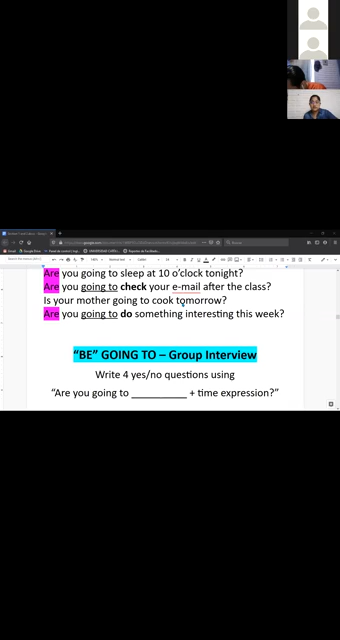 Are you going to sleep at 10 o'clock tonight?
Are you going to check your e-mail after the class?
Is your mother going to cook tomorrow?
Are you going to do something interesting this week?
“BE” GOING TO – Group Interview
Write 4 yes/no questions using
“Are you going to __________ + time expression?”